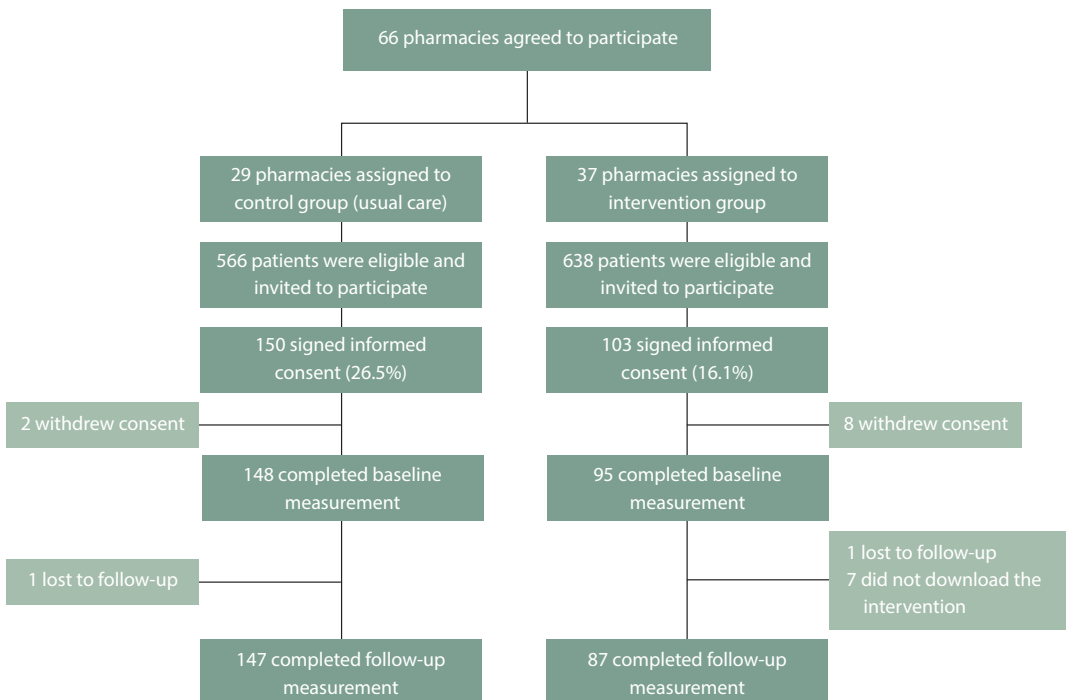 66 pharmacies agreed to participate
29 pharmacies assigned to
control group (usual care)
37 pharmacies assigned to
intervention group
566 patients were eligible and
invited to participate
638 patients were eligible and
invited to participate
150 signed informed
consent (26.5%)
103 signed informed
consent (16.1%)
2 withdrew consent
8 withdrew consent
148 completed baseline
measurement
95 completed baseline
measurement
1 lost to follow-up
1 lost to follow-up
7 did not download the
intervention
147 completed follow-up
measurement
87 completed follow-up
measurement